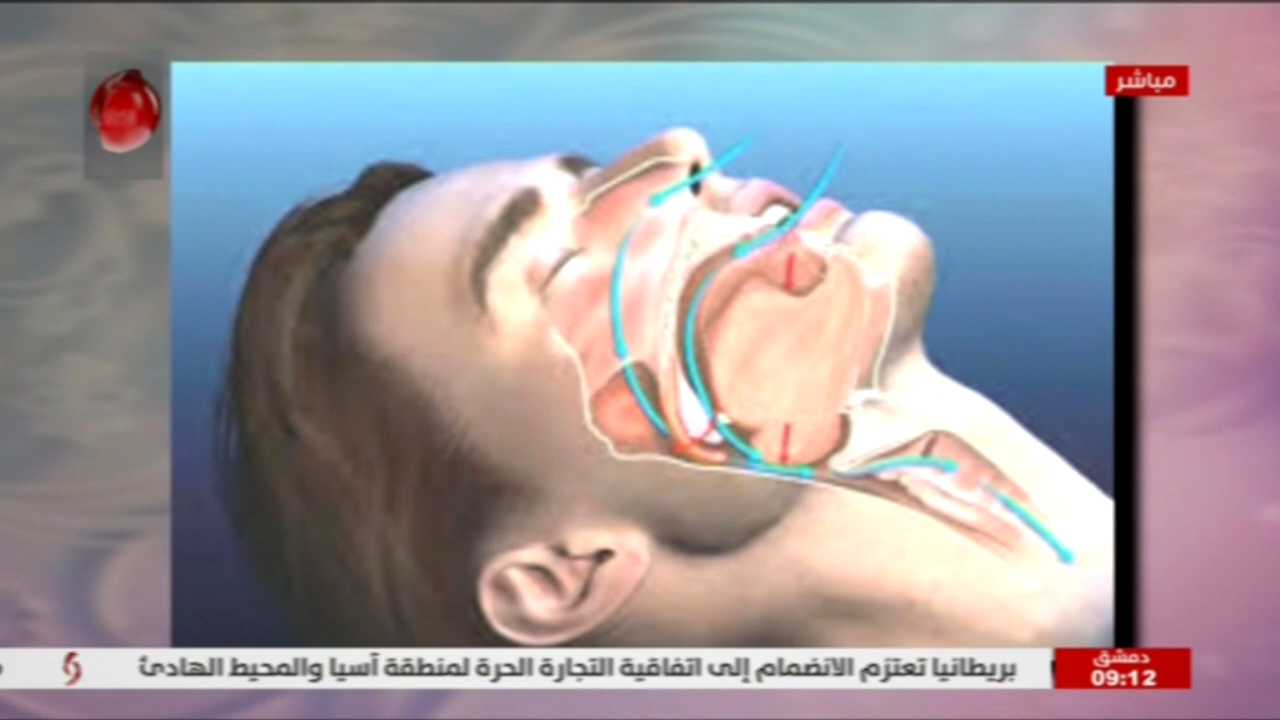 مباشر
دمشق
بريطانيا تعتزم الانضمام إلى اتفاقية التجارة الحرة لمنطقة آسيا والمحيط الهادئ
09:12